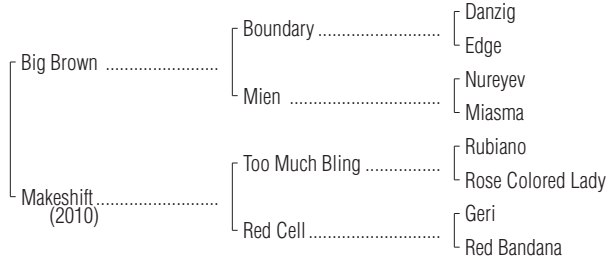 Danzig
Boundary
Edge
Big Brown
Nureyev
Mien
Miasma
Rubiano
Too Much Bling
Rose Colored Lady
Makeshift
(2010)
Geri
Red Cell
Red Bandana